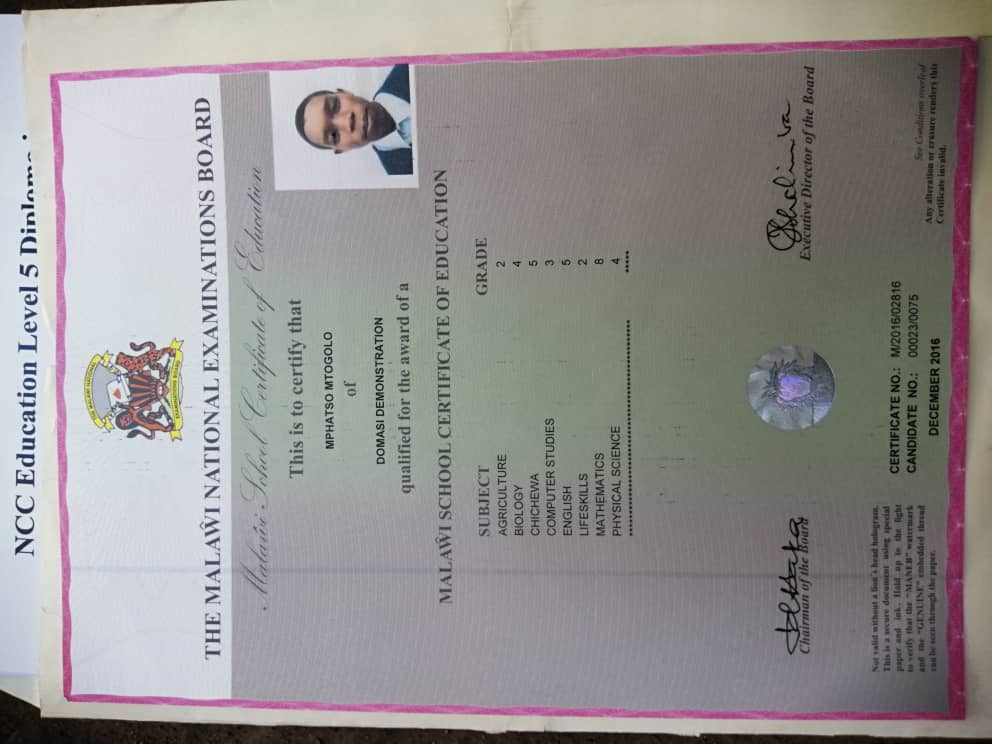 NCC Education Level 5 Diploma
THE MALAŴI NATIONAL EXAMINATIONS BOARD
Malaŵi School Certificate of Education
This is to certify that
MPHATSO MTOGOLO
of
DOMASI DEMONSTRATION
qualified for the award of a
MALAŴI SCHOOL CERTIFICATE OF EDUCATION
SUBJECT GRADE
AGRICULTURE 2
BIOLOGY 4
CHICHEWA 5
COMPUTER STUDIES 3
ENGLISH 5
LIFESKILLS 2
MATHEMATICS 8
PHYSICAL SCIENCE 4
Chairman of the Board
Executive Director of the Board
Not valid without a lion's head hologram.
This is a secure document using special
paper and ink. Hold up to the light
to verify that the "MANEB" watermark
and the "GENUINE" embedded thread
can be seen through the paper.
CERTIFICATE NO.: M/2016/02816
CANDIDATE NO.: 00023/0075
DECEMBER 2016
See Conditions overleaf
Any alteration or erasure renders this
Certificate invalid.